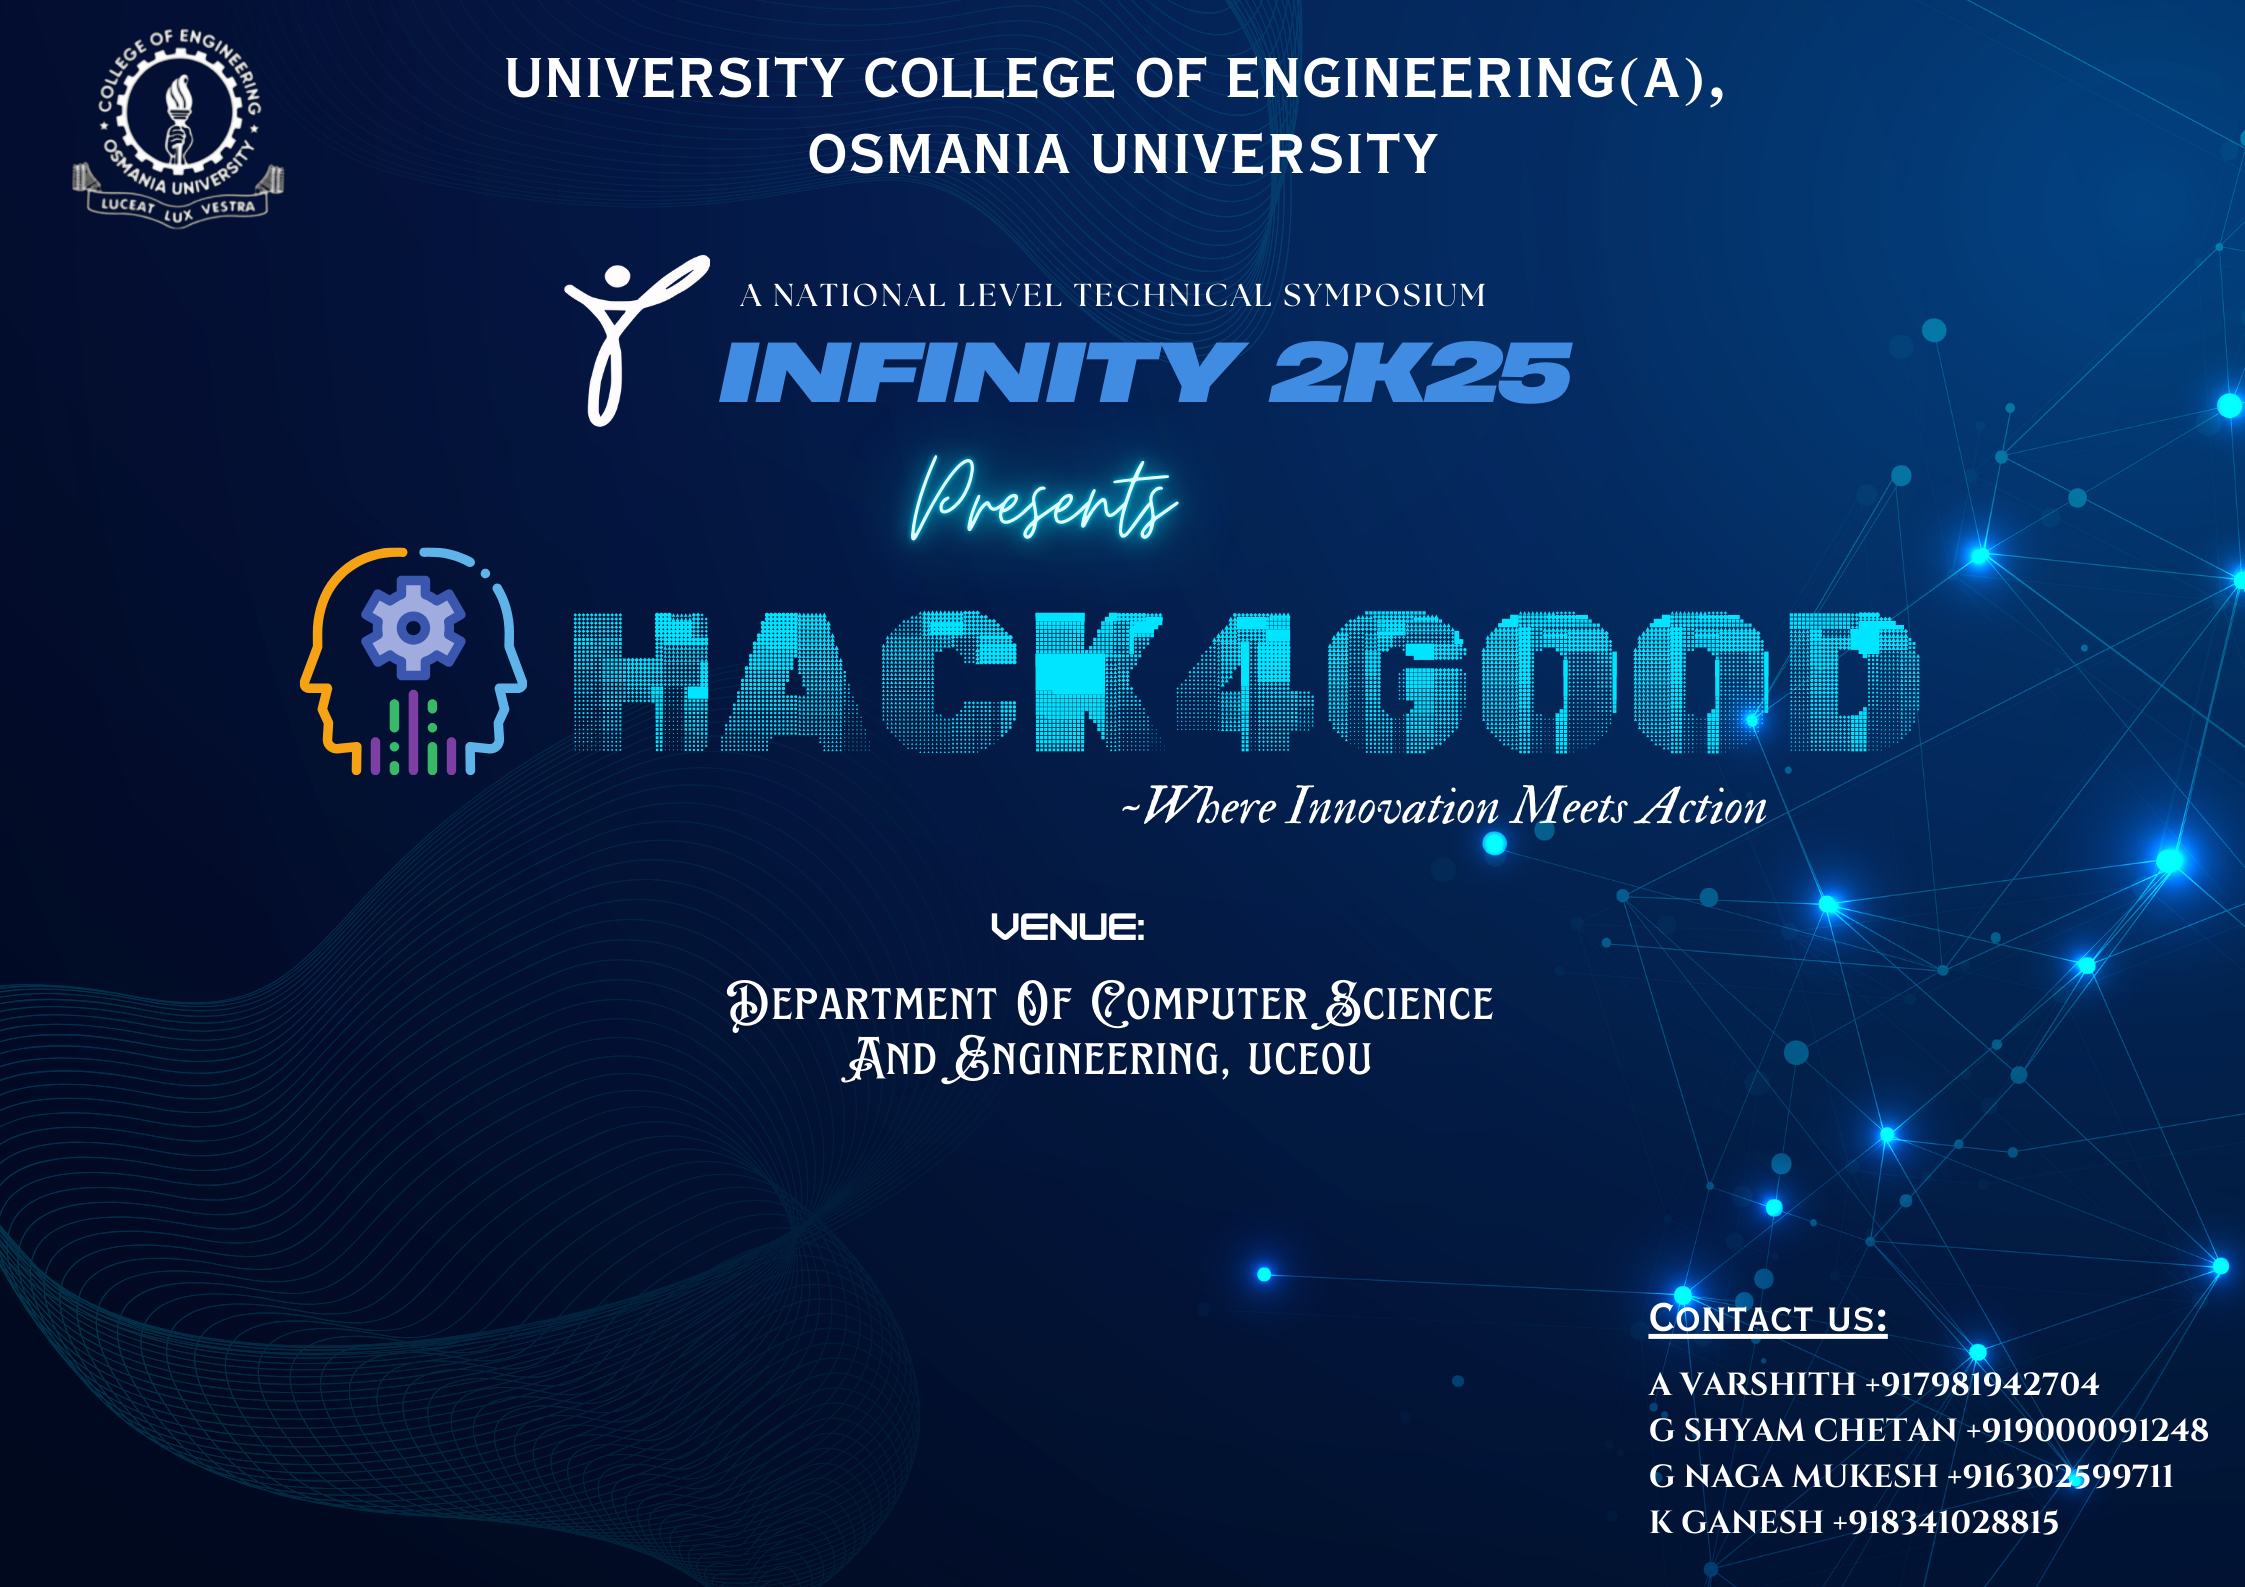 COLLEGE OF ENGINEERING
OSMANIA UNIVERSITY
LUCEAT LUX VESTRA
UNIVERSITY COLLEGE OF ENGINEERING(A),
OSMANIA UNIVERSITY
A NATIONAL LEVEL TECHNICAL SYMPOSIUM
INFINITY 2K25
Presents
HACK4GOOD
~Where Innovation Meets Action
VENUE:
Department Of Computer Science
And Engineering, UCEOU
Contact us:
A VARSHITH +917981942704
G SHYAM CHETAN +919000091248
G NAGA MUKESH +916302599711
K GANESH +918341028815